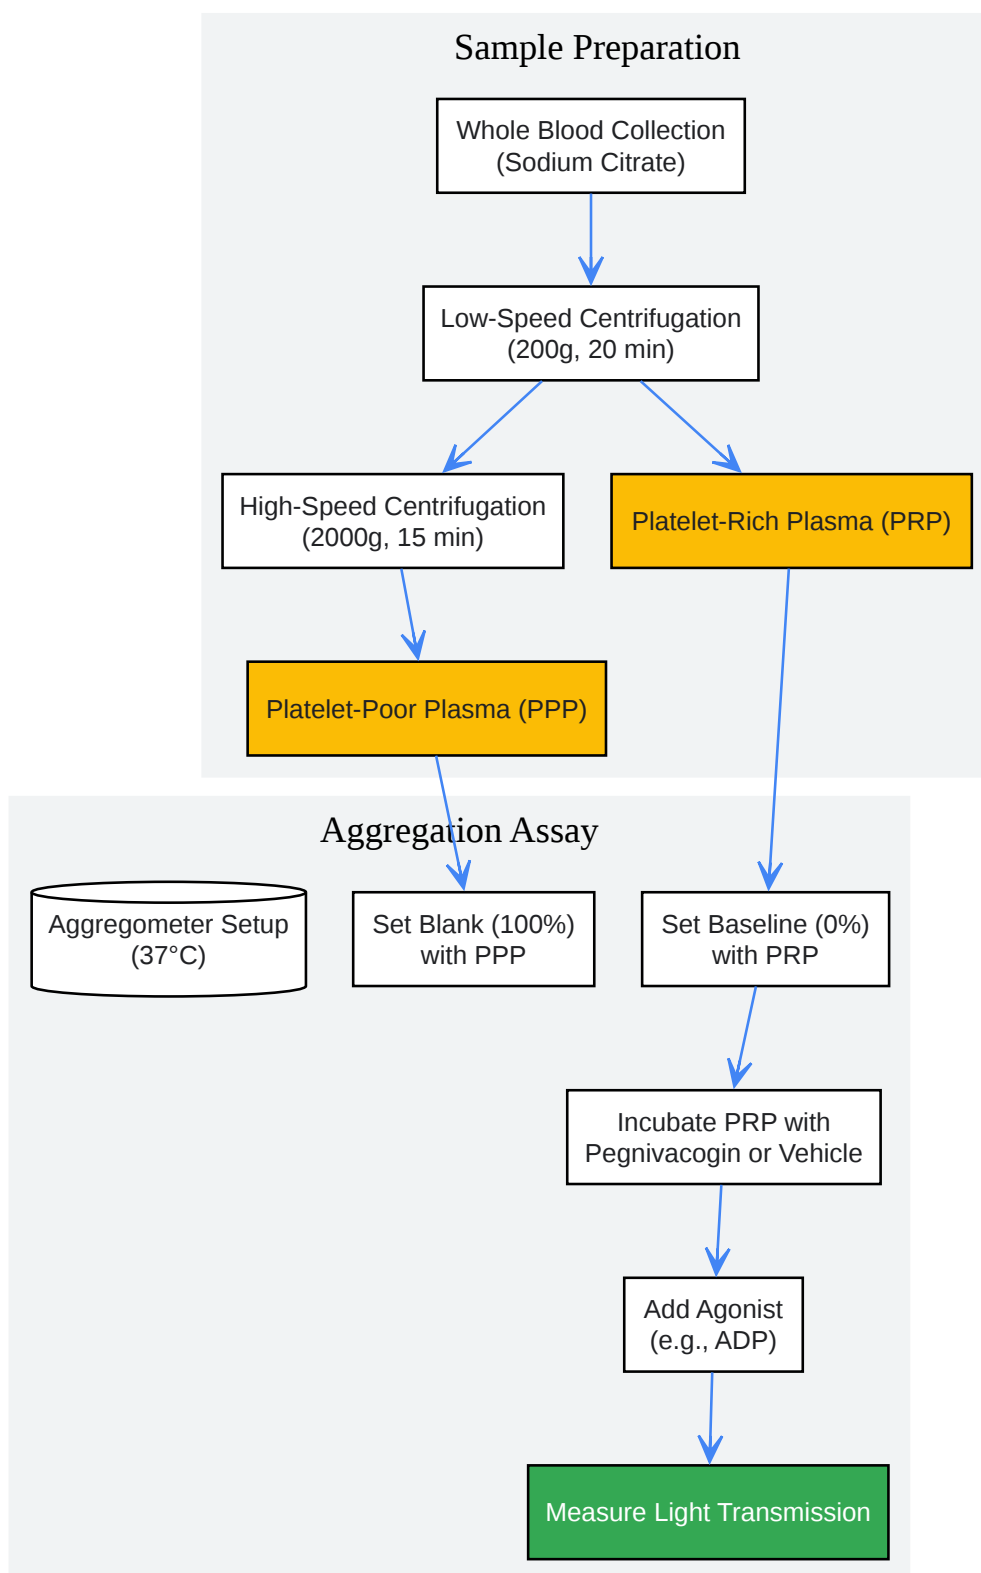 Sample Preparation
Whole Blood Collection
(Sodium Citrate)
Low-Speed Centrifugation
(200g, 20 min)
High-Speed Centrifugation
(2000g, 15 min)
Platelet-Rich Plasma (PRP)
Platelet-Poor Plasma (PPP)
Aggregation Assay
Aggregometer Setup
(37°C)
Set Blank (100%)
with PPP
Set Baseline (0%)
with PRP
Incubate PRP with
Pegnivacogin or Vehicle
Add Agonist
(e.g., ADP)
Measure Light Transmission